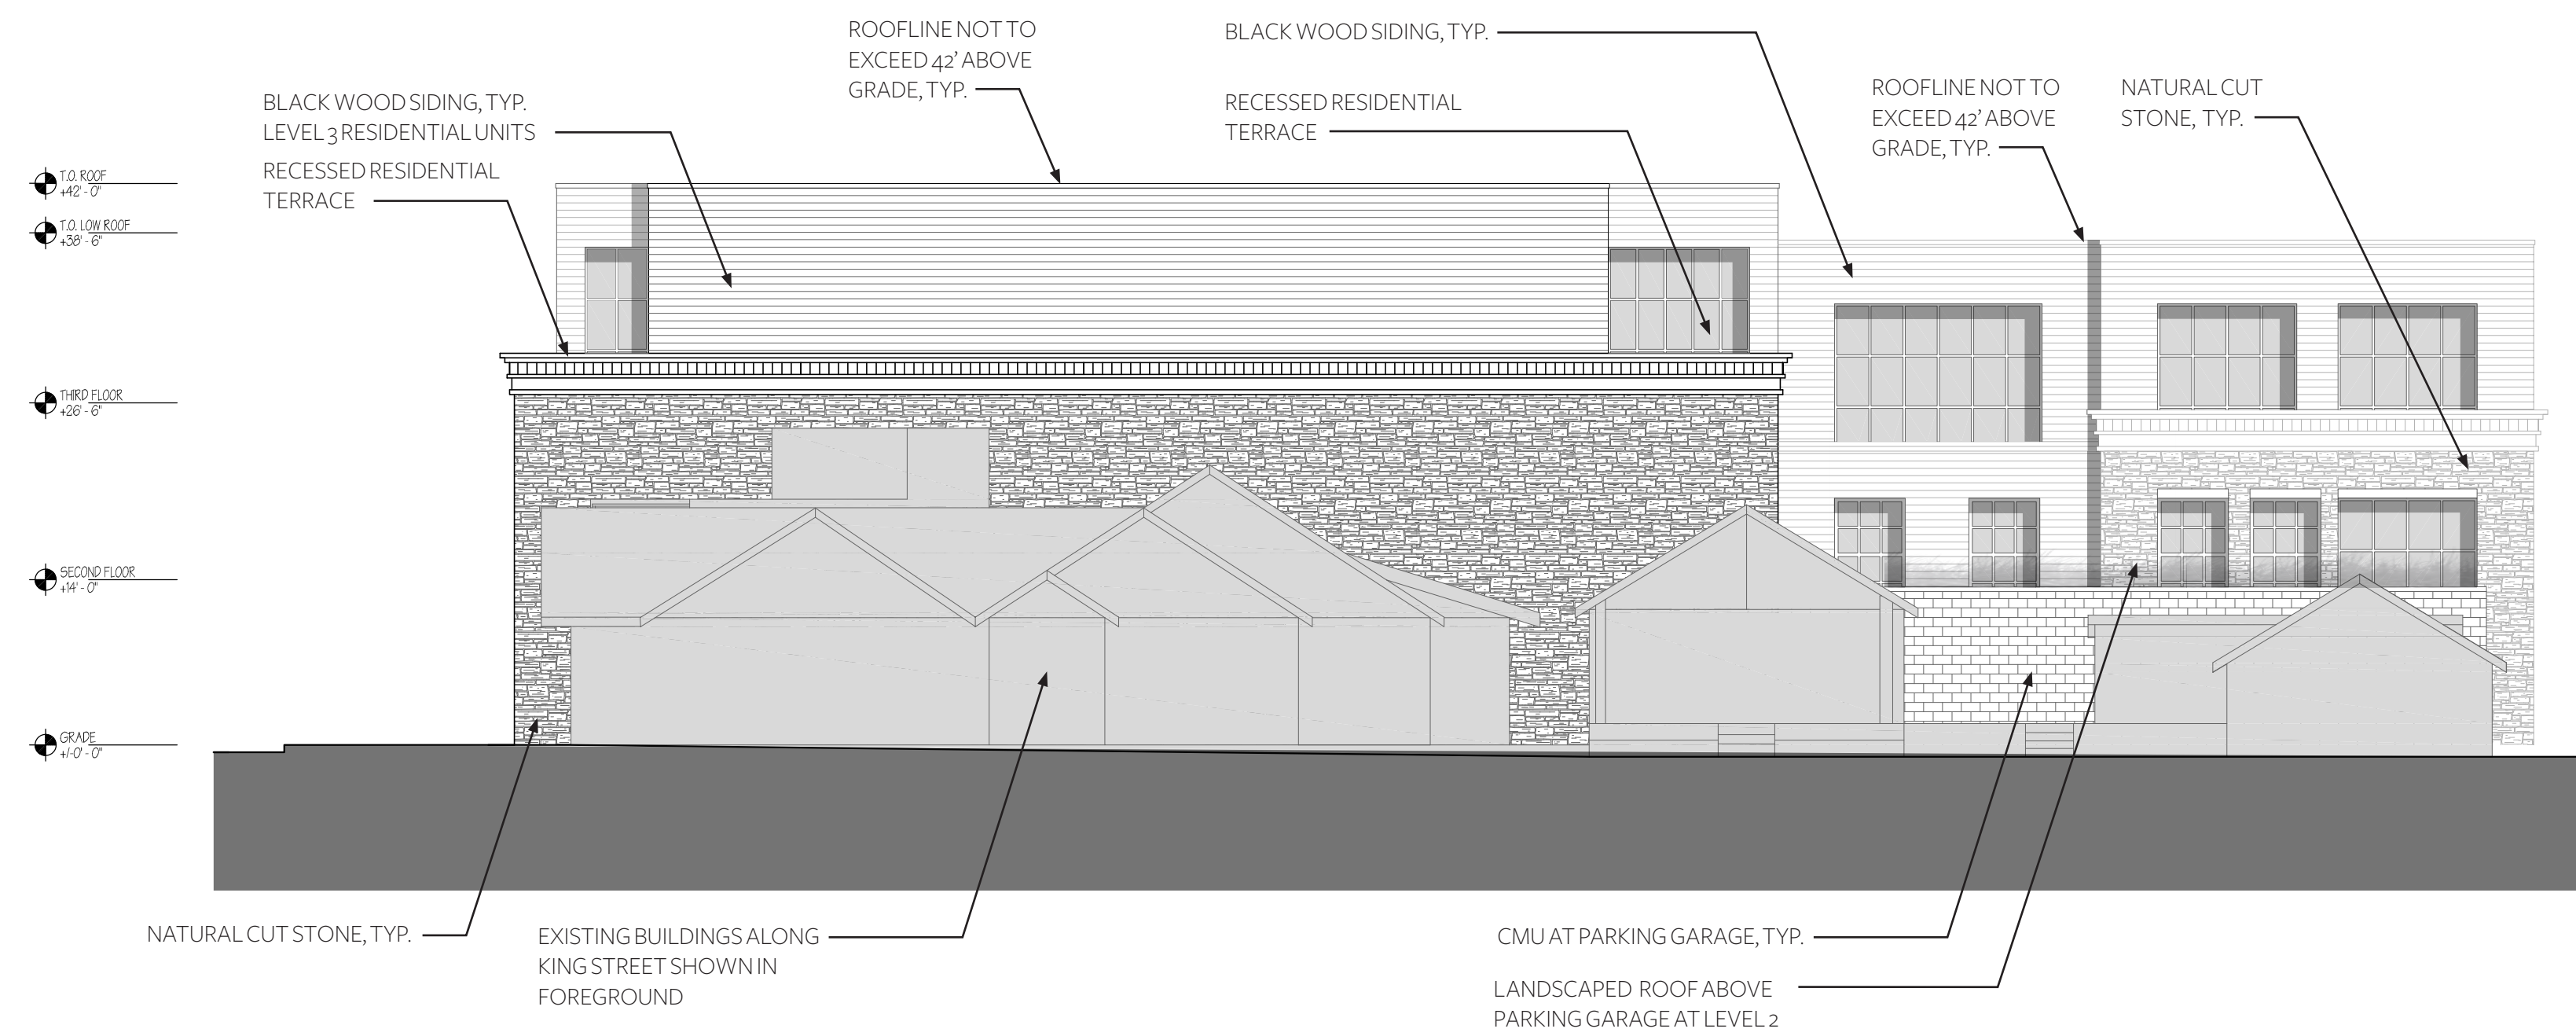 ROOFLINE NOT TO
EXCEED 42’ ABOVE
GRADE, TYP.
BLACK WOOD SIDING, TYP.
RECESSED RESIDENTIAL
TERRACE
ROOFLINE NOT TO
EXCEED 42’ ABOVE
GRADE, TYP.
NATURAL CUT
STONE, TYP.
BLACK WOOD SIDING, TYP.
LEVEL 3 RESIDENTIAL UNITS
RECESSED RESIDENTIAL
TERRACE
T.O. ROOF
+42' - 0"
T.O. LOW ROOF
+38' - 6"
THIRD FLOOR
+26' - 6"
SECOND FLOOR
+14' - 0"
GRADE
+/-0' - 0"
NATURAL CUT STONE, TYP.
EXISTING BUILDINGS ALONG
KING STREET SHOWN IN
FOREGROUND
CMU AT PARKING GARAGE, TYP.
LANDSCAPED ROOF ABOVE
PARKING GARAGE AT LEVEL 2